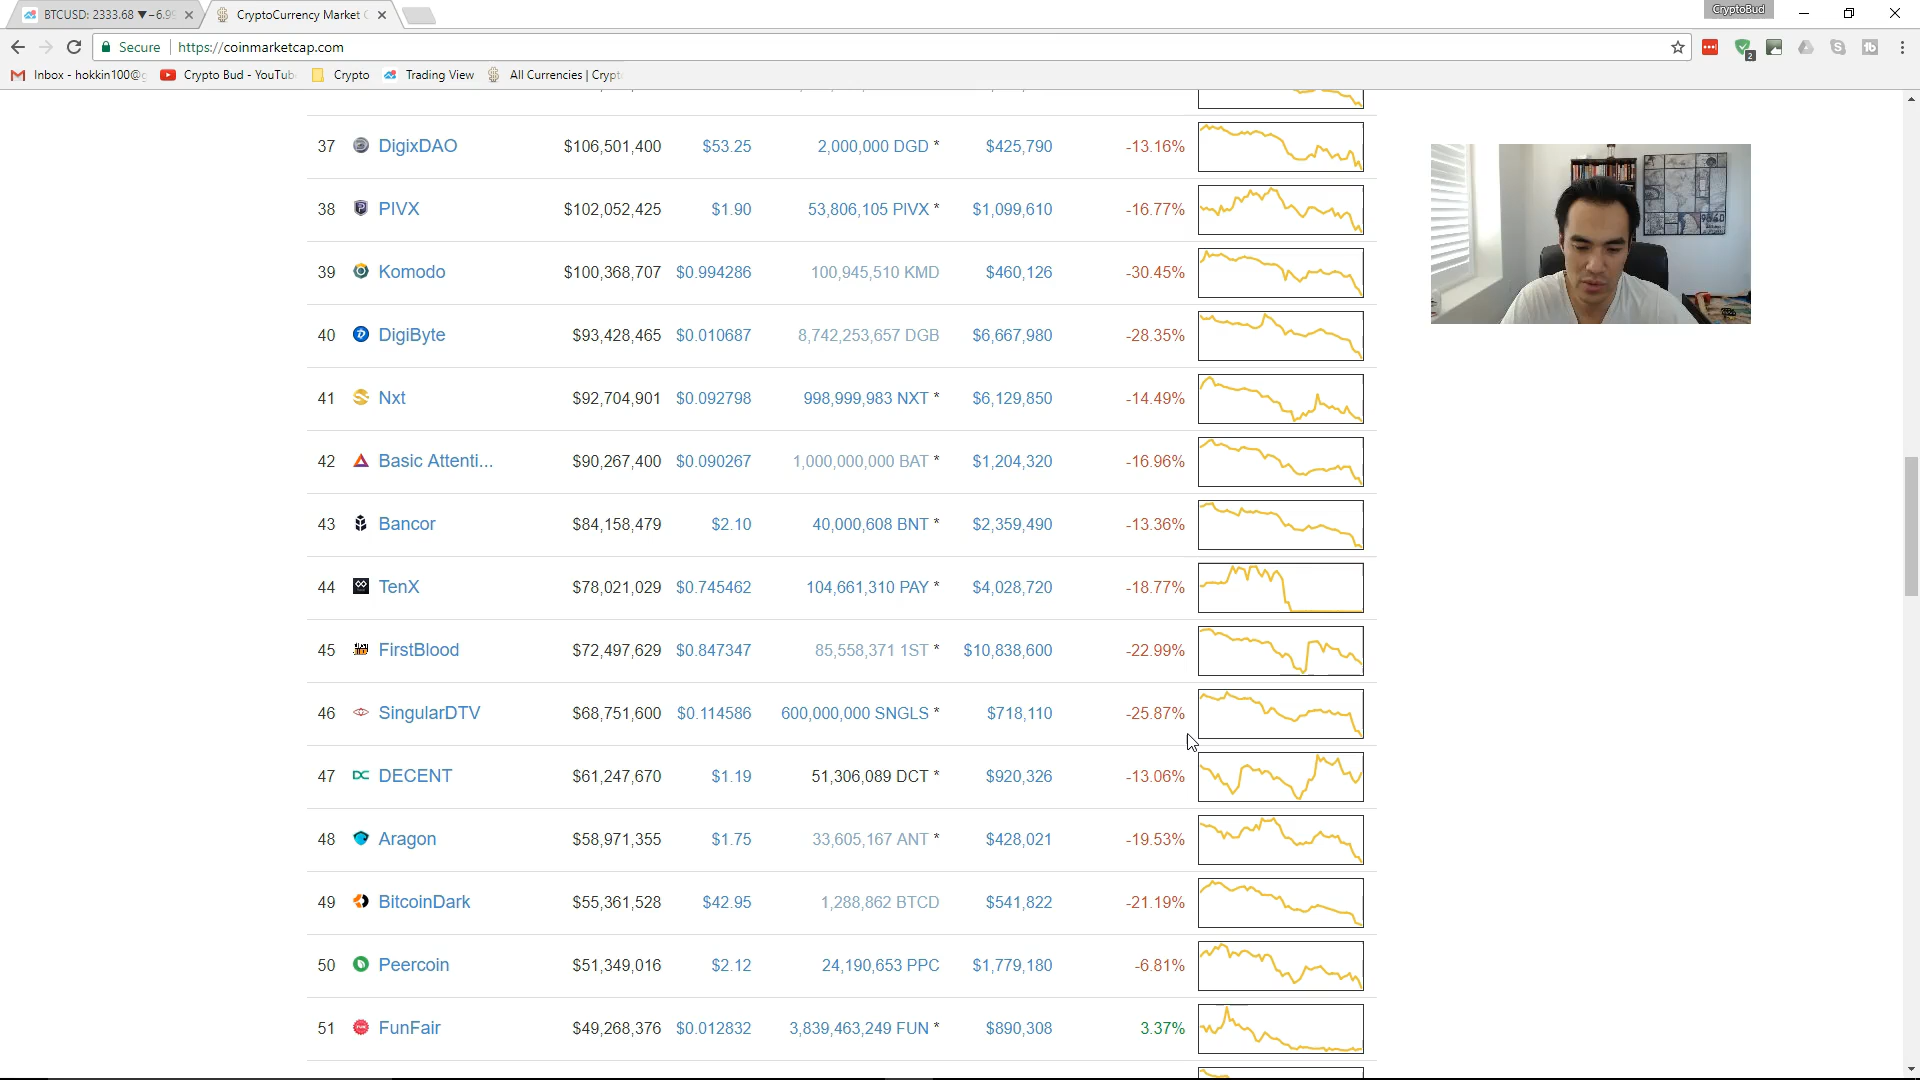 BTCUSD: 2333.68 ▼−6.9
CryptoCurrency Market C
CryptoBud
Secure
https://coinmarketcap.com
Inbox - hokkin100@g
Crypto Bud - YouTub
Crypto
Trading View
All Currencies | Crypt
37 DigixDAO $106,501,400 $53.25 2,000,000 DGD * $425,790 -13.16%
38 PIVX $102,052,425 $1.90 53,806,105 PIVX * $1,099,610 -16.77%
39 Komodo $100,368,707 $0.994286 100,945,510 KMD $460,126 -30.45%
40 DigiByte $93,428,465 $0.010687 8,742,253,657 DGB $6,667,980 -28.35%
41 Nxt $92,704,901 $0.092798 998,999,983 NXT * $6,129,850 -14.49%
42 Basic Attenti... $90,267,400 $0.090267 1,000,000,000 BAT * $1,204,320 -16.96%
43 Bancor $84,158,479 $2.10 40,000,608 BNT * $2,359,490 -13.36%
44 TenX $78,021,029 $0.745462 104,661,310 PAY * $4,028,720 -18.77%
45 FirstBlood $72,497,629 $0.847347 85,558,371 1ST * $10,838,600 -22.99%
46 SingularDTV $68,751,600 $0.114586 600,000,000 SNGLS * $718,110 -25.87%
47 DECENT $61,247,670 $1.19 51,306,089 DCT * $920,326 -13.06%
48 Aragon $58,971,355 $1.75 33,605,167 ANT * $428,021 -19.53%
49 BitcoinDark $55,361,528 $42.95 1,288,862 BTCD $541,822 -21.19%
50 Peercoin $51,349,016 $2.12 24,190,653 PPC $1,779,180 -6.81%
51 FunFair $49,268,376 $0.012832 3,839,463,249 FUN * $890,308 3.37%